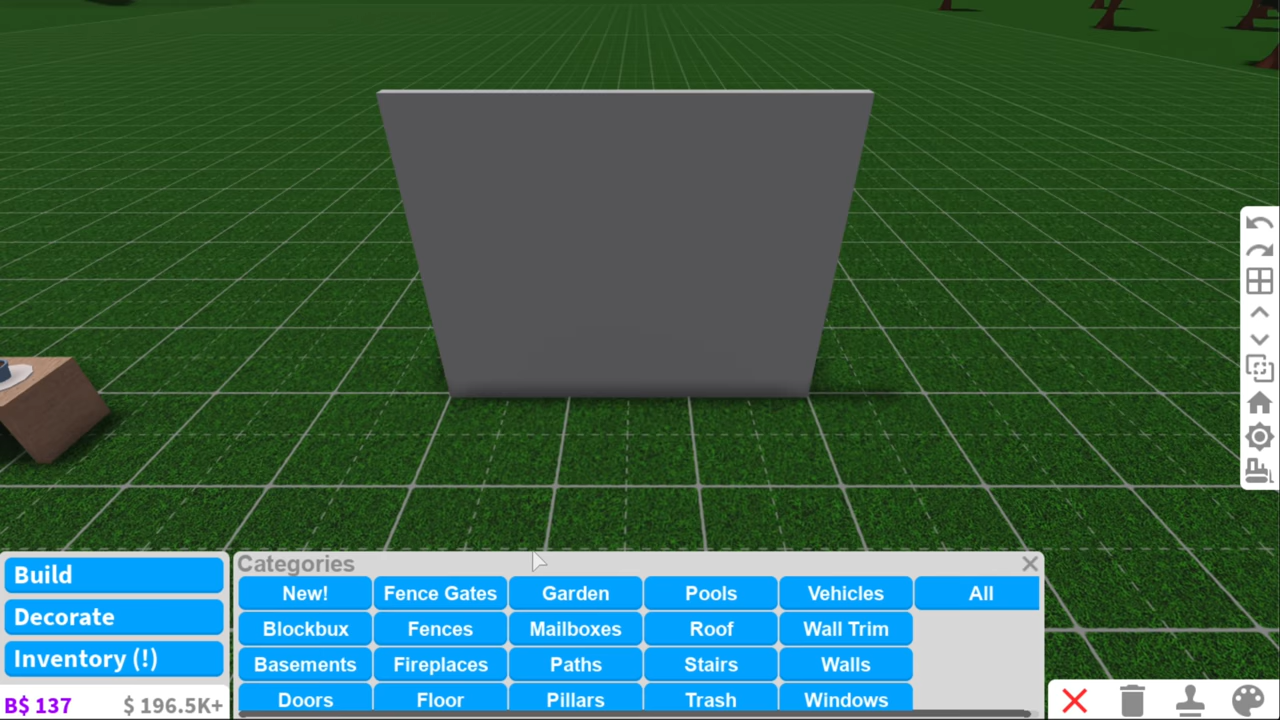 Categories
Build
Decorate
Inventory (!)
B$ 137
$ 196.5K+
New!
Fence Gates
Garden
Pools
Vehicles
All
Blockbux
Fences
Mailboxes
Roof
Wall Trim
Basements
Fireplaces
Paths
Stairs
Walls
Doors
Floor
Pillars
Trash
Windows